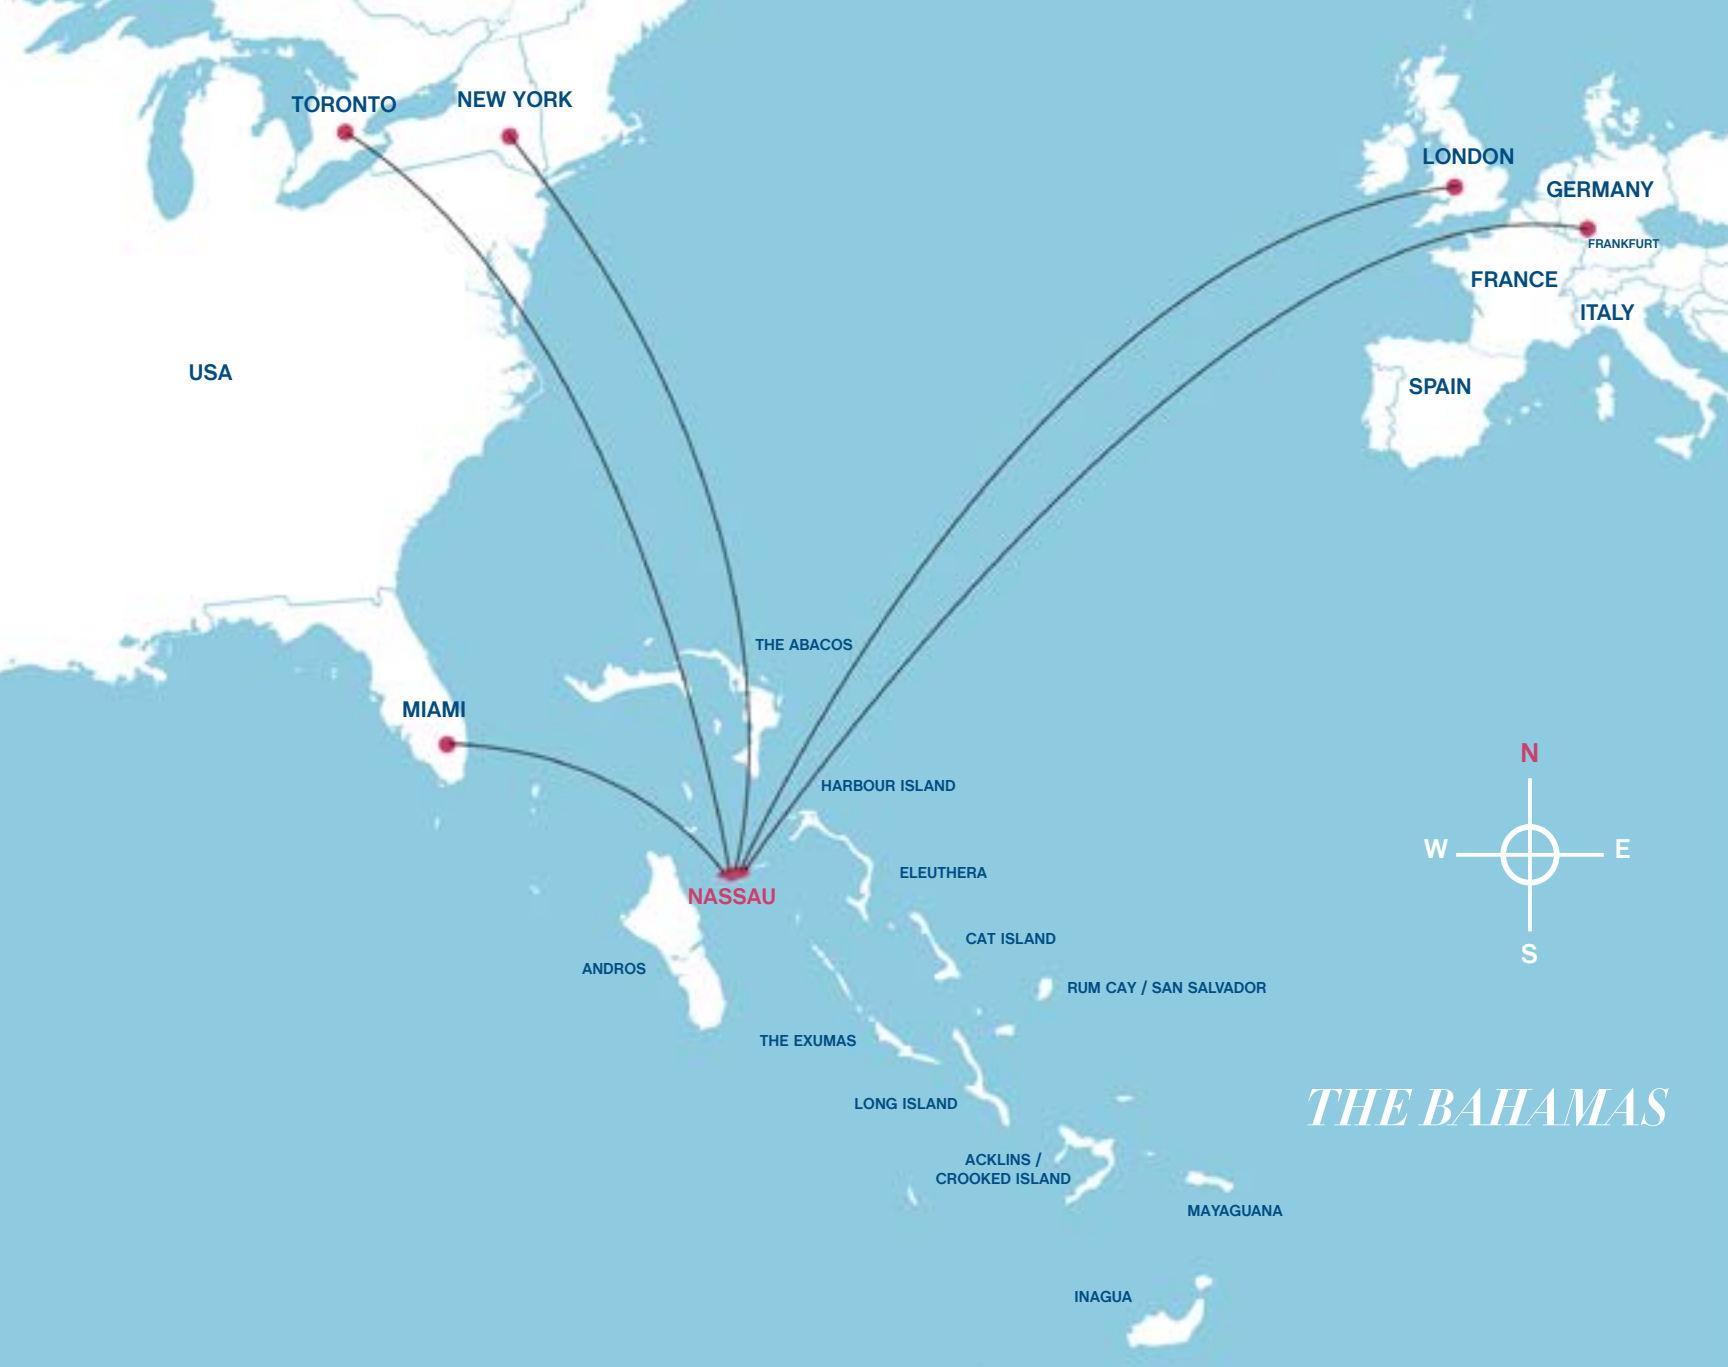 TORONTO
NEW YORK
LONDON
GERMANY
FRANKFURT
FRANCE
ITALY
USA
SPAIN
THE ABACOS
MIAMI
N
HARBOUR ISLAND
W
E
ELEUTHERA
NASSAU
CAT ISLAND
S
ANDROS
RUM CAY / SAN SALVADOR
THE EXUMAS
LONG ISLAND
THE BAHAMAS
ACKLINS /
CROOKED ISLAND
MAYAGUANA
INAGUA